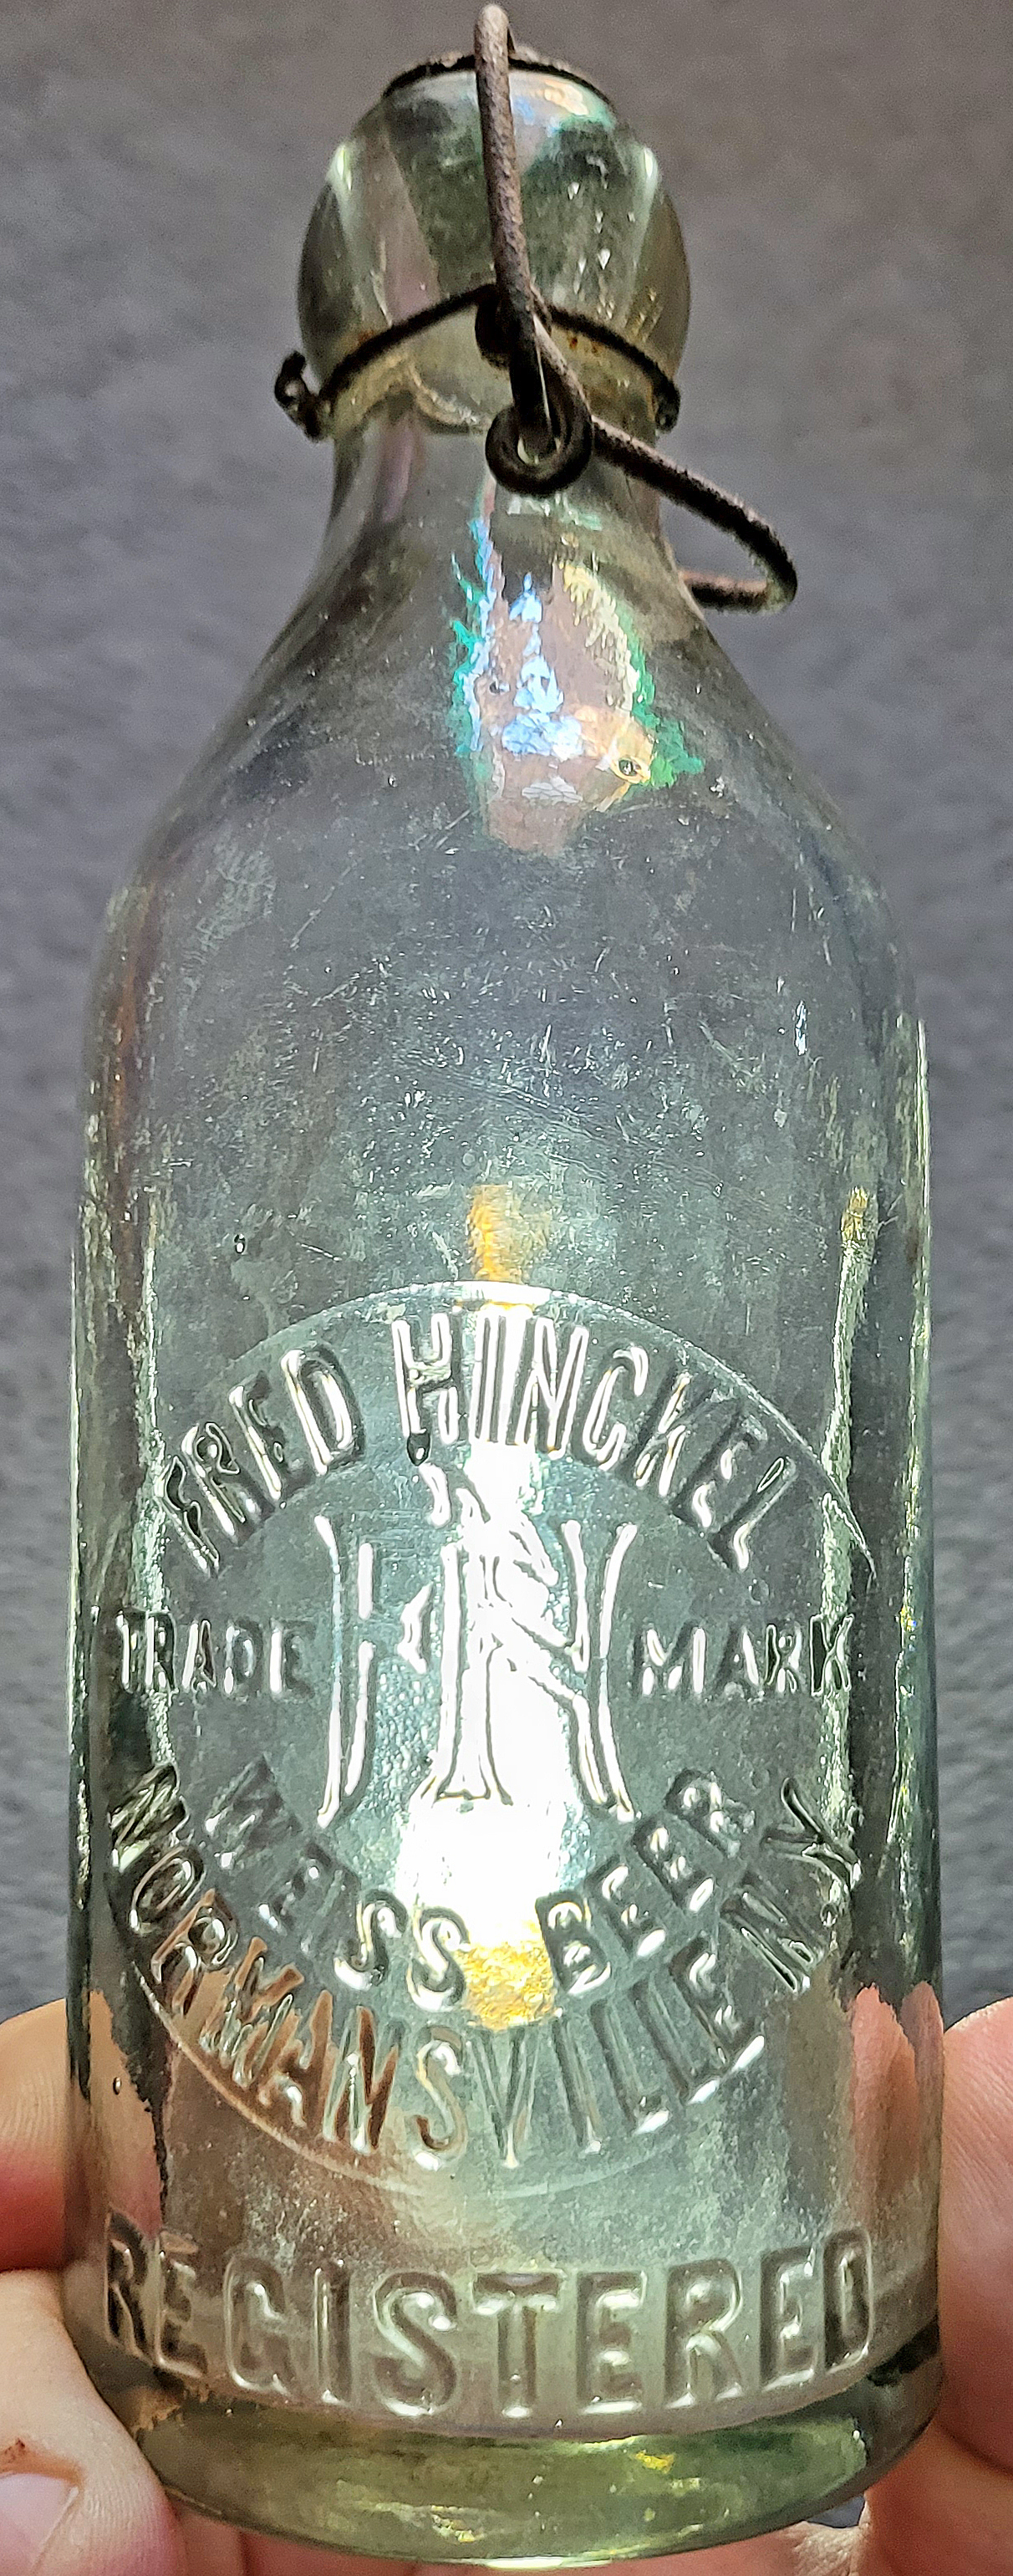 FRED HINCKEL
TRADE MARK
WEISS BEER
NORMANSVILLE N.Y.
REGISTERED